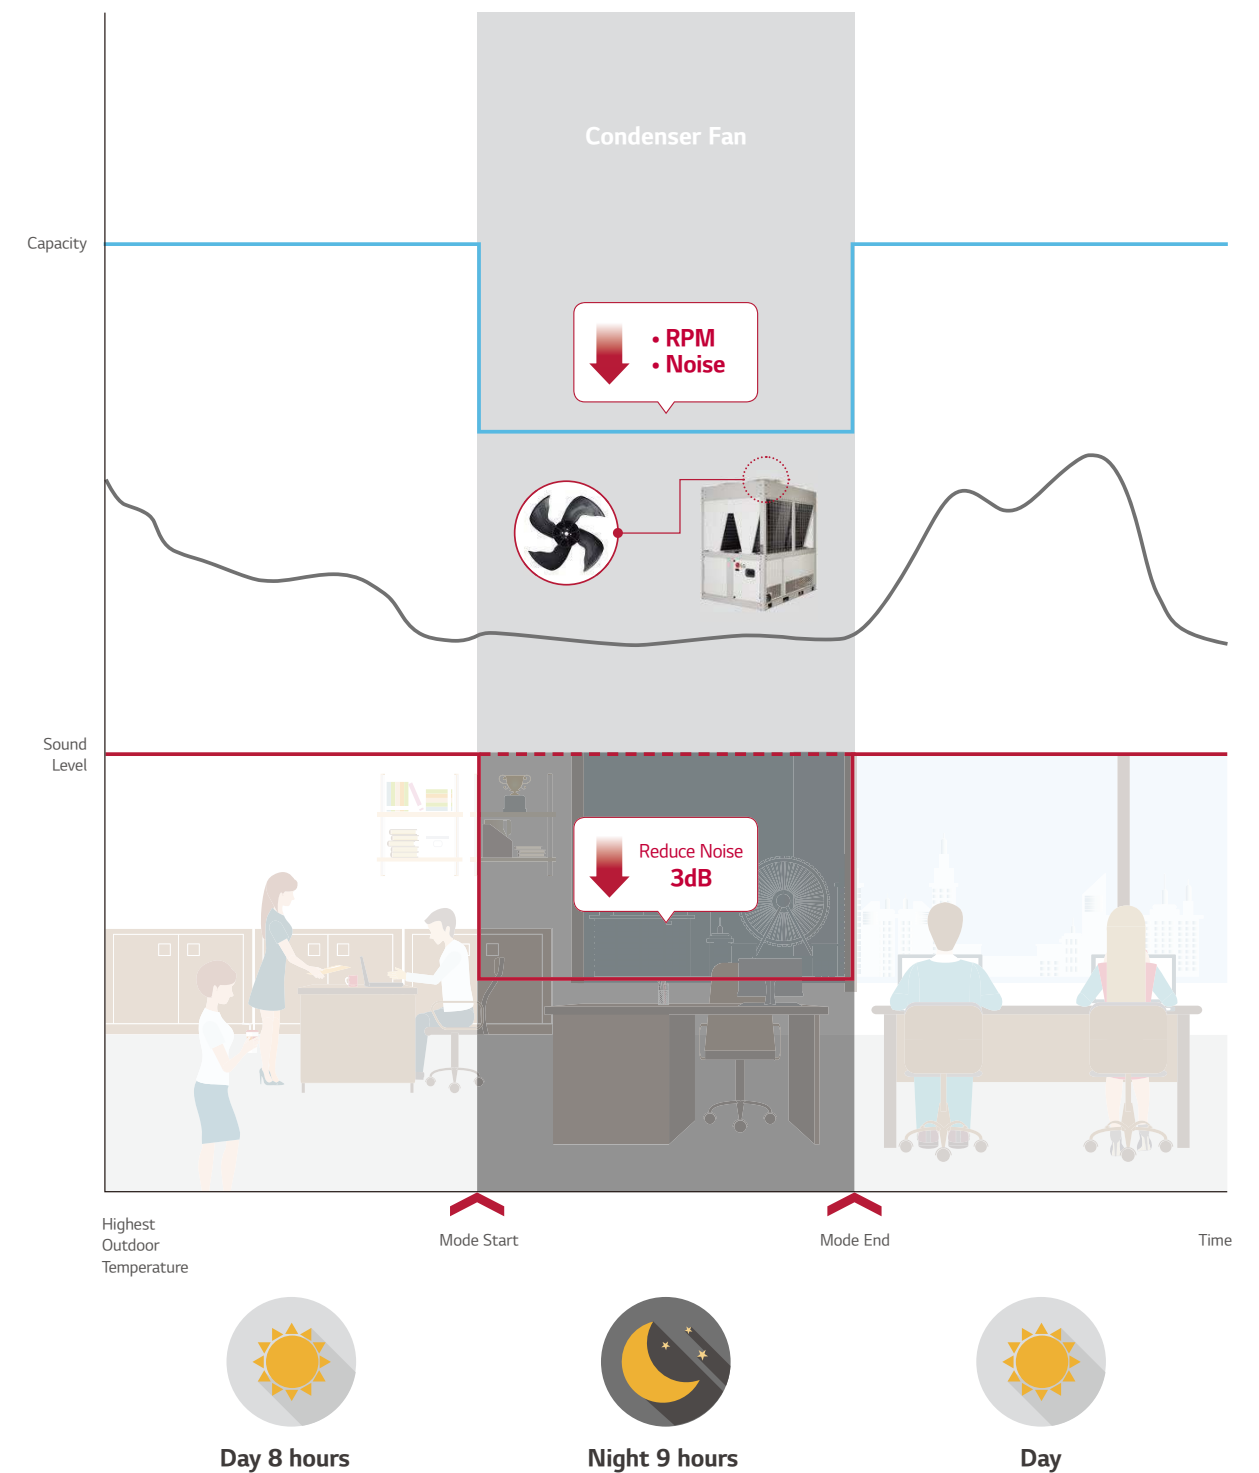 Condenser Fan
Capacity
• RPM
• Noise
LG
Sound
Level
Reduce Noise
3dB
Highest
Outdoor
Temperature
Mode Start
Mode End
Time
Day 8 hours
Night 9 hours
Day